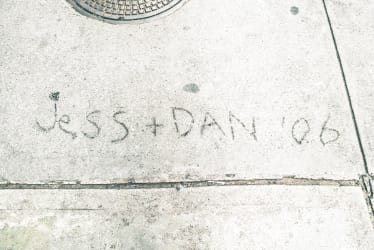 Jess + DAN '06